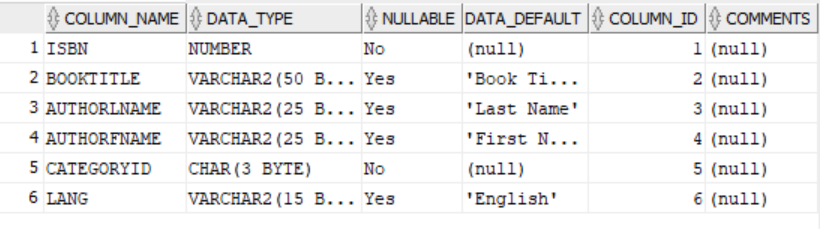 COLUMN_NAME DATA_TYPE NULLABLE DATA_DEFAULT COLUMN_ID COMMENTS
1 ISBN NUMBER No (null) 1 (null)
2 BOOKTITLE VARCHAR2(50 B... Yes 'Book Ti... 2 (null)
3 AUTHORLNAME VARCHAR2(25 B... Yes 'Last Name' 3 (null)
4 AUTHORFNAME VARCHAR2(25 B... Yes 'First N... 4 (null)
5 CATEGORYID CHAR(3 BYTE) No (null) 5 (null)
6 LANG VARCHAR2(15 B... Yes 'English' 6 (null)